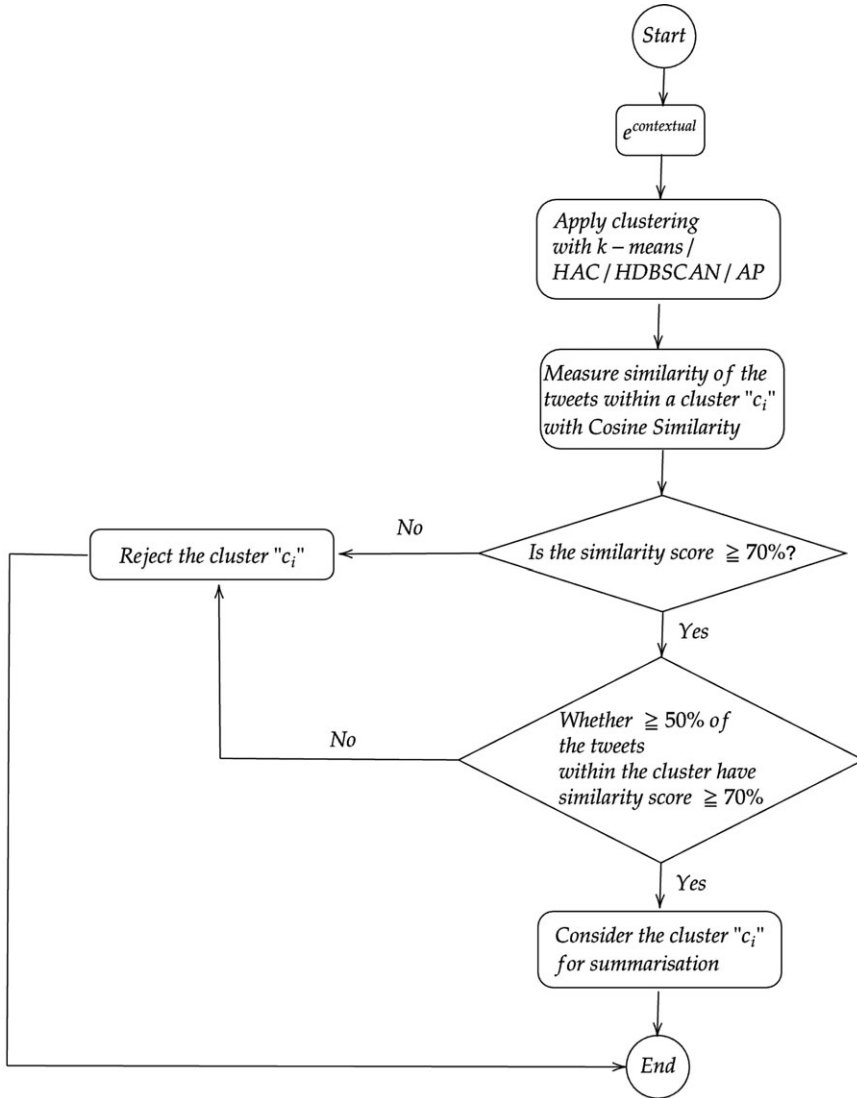 Start
e^contextual
Apply clustering
with k − means /
HAC / HDBSCAN / AP
Measure similarity of the
tweets within a cluster "c_i"
with Cosine Similarity
Is the similarity score ≧ 70%?
No
Reject the cluster "c_i"
Yes
Whether ≧ 50% of
the tweets
within the cluster have
similarity score ≧ 70%
No
Yes
Consider the cluster "c_i"
for summarisation
End